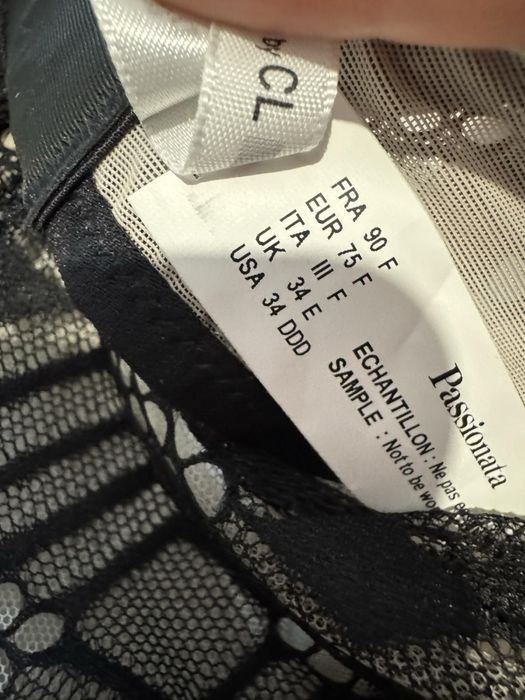 by CL
FRA 90 F
EUR 75 F
ITA III F
UK 34 E
USA 34 DDD
ECHANTILLON : Ne pas
SAMPLE : Not to be
Passionata